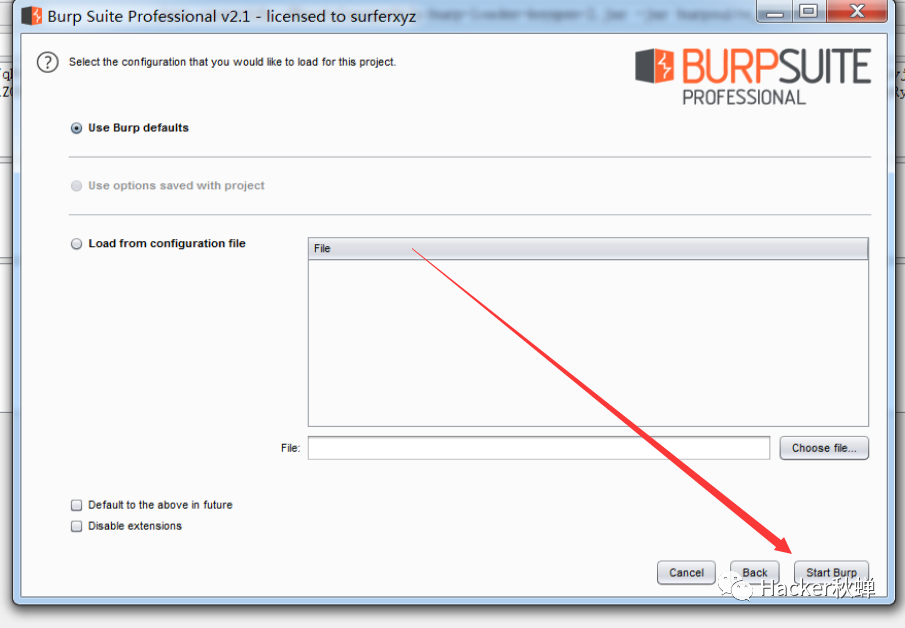 Burp Suite Professional v2.1 - licensed to surferxyz
?
Select the configuration that you would like to load for this project.
BURPSUITE
PROFESSIONAL
Use Burp defaults
Use options saved with project
Load from configuration file
File
File:
Choose file...
Default to the above in future
Disable extensions
Cancel
Back
Start Burp
Hacker秋蝉